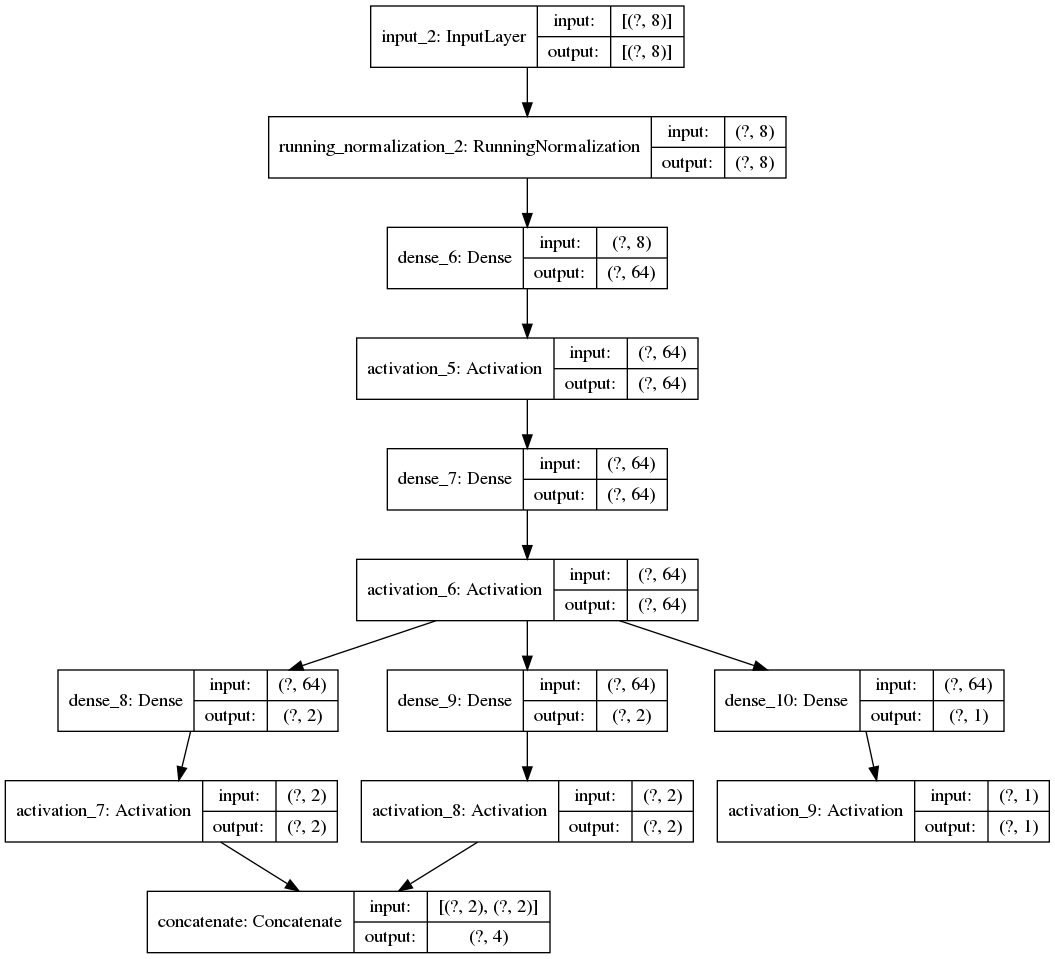 input_2: InputLayer
input: [(?, 8)]
output: [(?, 8)]
running_normalization_2: RunningNormalization
input: (?, 8)
output: (?, 8)
dense_6: Dense
input: (?, 8)
output: (?, 64)
activation_5: Activation
input: (?, 64)
output: (?, 64)
dense_7: Dense
input: (?, 64)
output: (?, 64)
activation_6: Activation
input: (?, 64)
output: (?, 64)
dense_8: Dense
input: (?, 64)
output: (?, 2)
dense_9: Dense
input: (?, 64)
output: (?, 2)
dense_10: Dense
input: (?, 64)
output: (?, 1)
activation_7: Activation
input: (?, 2)
output: (?, 2)
activation_8: Activation
input: (?, 2)
output: (?, 2)
activation_9: Activation
input: (?, 1)
output: (?, 1)
concatenate: Concatenate
input: [(?, 2), (?, 2)]
output: (?, 4)